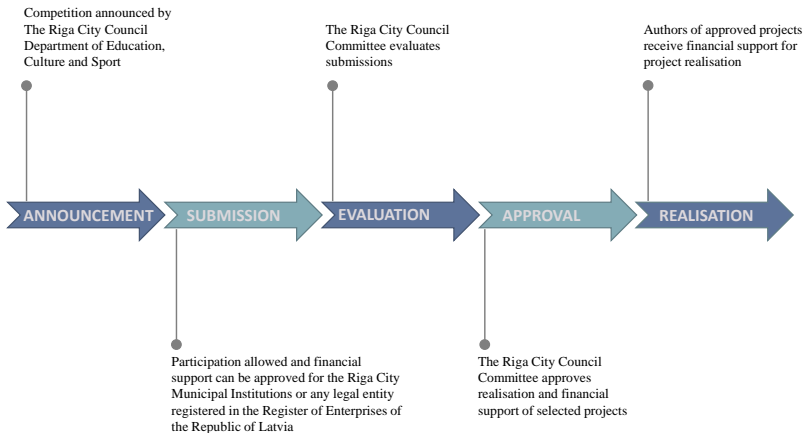 Competition announced by
The Riga City Council
Department of Education,
Culture and Sport
The Riga City Council
Committee evaluates
submissions
Authors of approved projects
receive financial support for
project realisation
ANNOUNCEMENT
SUBMISSION
EVALUATION
APPROVAL
REALISATION
Participation allowed and financial
support can be approved for the Riga City
Municipal Institutions or any legal entity
registered in the Register of Enterprises of
the Republic of Latvia
The Riga City Council
Committee approves
realisation and financial
support of selected projects